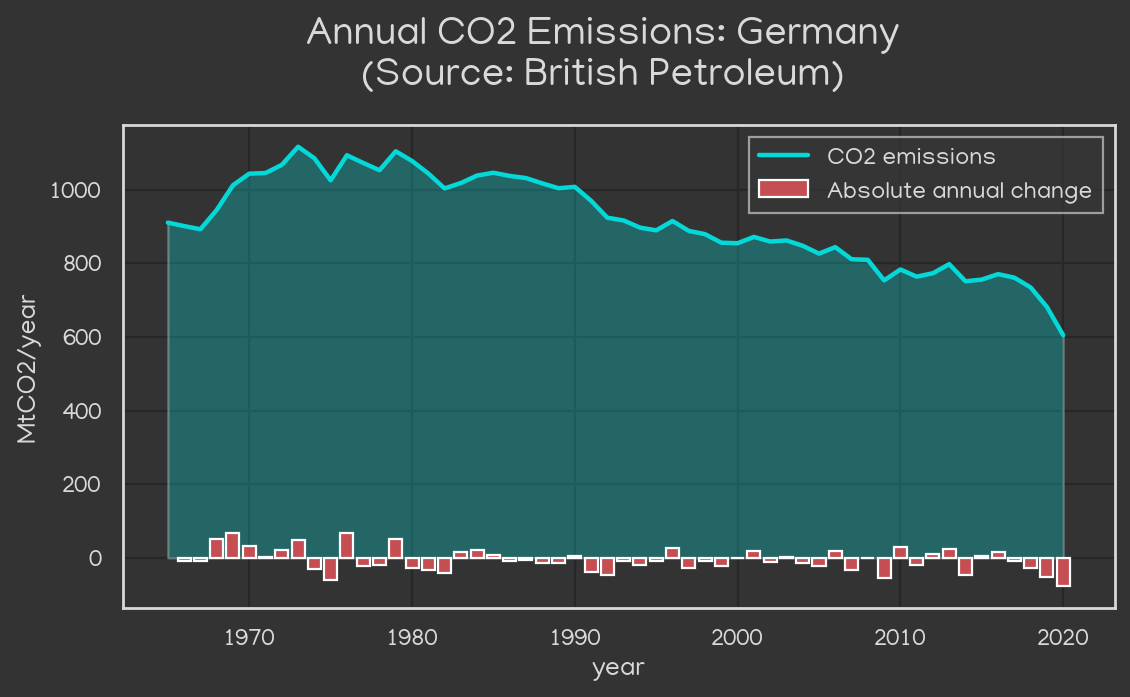 Annual CO2 Emissions: Germany
(Source: British Petroleum)
CO2 emissions
Absolute annual change
MtCO2/year
1000
800
600
400
200
0
1970
1980
1990
2000
2010
2020
year